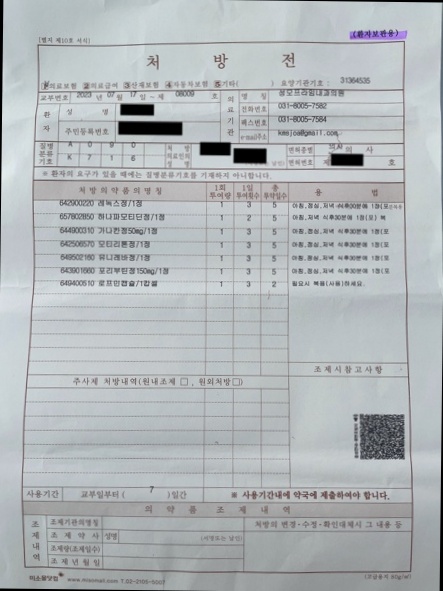 [별지 제10호 서식]
(환자보관용)
처 방 전
1의료보험 2의료급여 3산재보험 4자동차보험 5기타( ) 요양기관기호 : 31364535
교부번호 2023 년 07 월 17 일 - 제 08009 호
환 자
성 명
주민등록번호
의 료 기 관
명 칭 성모프라임내과의원
전화번호 031-8005-7582
팩스번호 031-8005-7584
e-mail주소 kesjoa@gmail.com
질병 분류 기호
A 0 9 0
K 7 1 6
처 방 의료인의 성 명
(서명또는 날인)
면허종별 의사
면허번호 제 호
※ 환자의 요구가 있을 때에는 질병분류기호를 기재하지 아니합니다.
처방의약품의명칭 1회 투여량 1일 투여횟수 총 투약일수 용 법
642900220 레녹스정/1정 1 3 5 아침,점심,저녁 식후30분에 1정(포
657802850 하나파모티딘정/1정 1 2 5 아침,저녁 식후30분에 1정(포) 복
644900310 가나칸정50mg/1정 1 3 5 아침,점심,저녁 식후30분에 1정(포
642506570 모티리톤정/1정 1 3 5 아침,점심,저녁 식후30분에 1정(포
649502160 유니레바정/1정 1 3 5 아침,점심,저녁 식후30분에 1정(포
643901660 포리부틴정150mg/1정 1 3 5 아침,점심,저녁 식후30분에 1정(포
649400510 로프민캡슐/1캅셀 1 3 2 필요시 복용(사용)하세요.
조제시참고사항
주사제 처방내역(원내조제 □ , 원외처방□)
사용기간 교부일부터 ( 7 )일간 ※ 사용기간내에 약국에 제출하여야 합니다.
의 약 품 조 제 내 역
조 제 내 역
조제기관의명칭
조 제 약 사 성명 (서명또는 날인)
조제량(조제일수)
조 제 년 월 일
처방의 변경·수정·확인대체시 그 내용 등
미소몰닷컴 www.misomall.com T.02-2105-5007